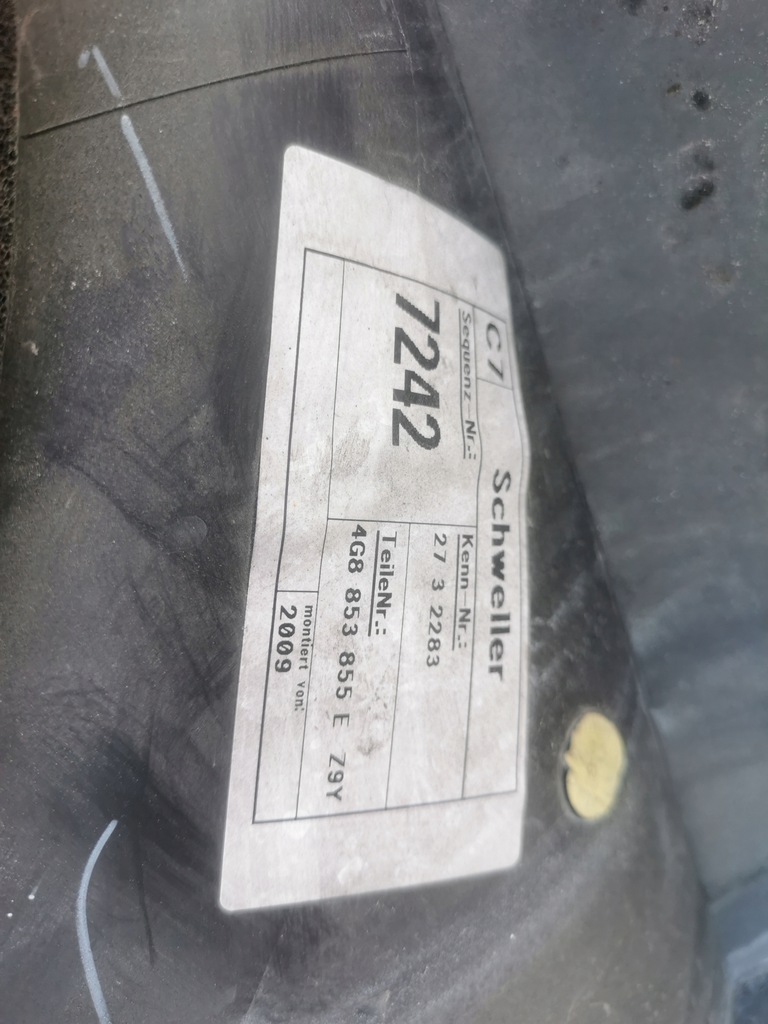 C7
Schweller
Sequenz-Nr.:
7242
Kenn-Nr.:
27 3 2283
TeileNr.:
4G8 853 855 E Z9Y
montiert von:
2009